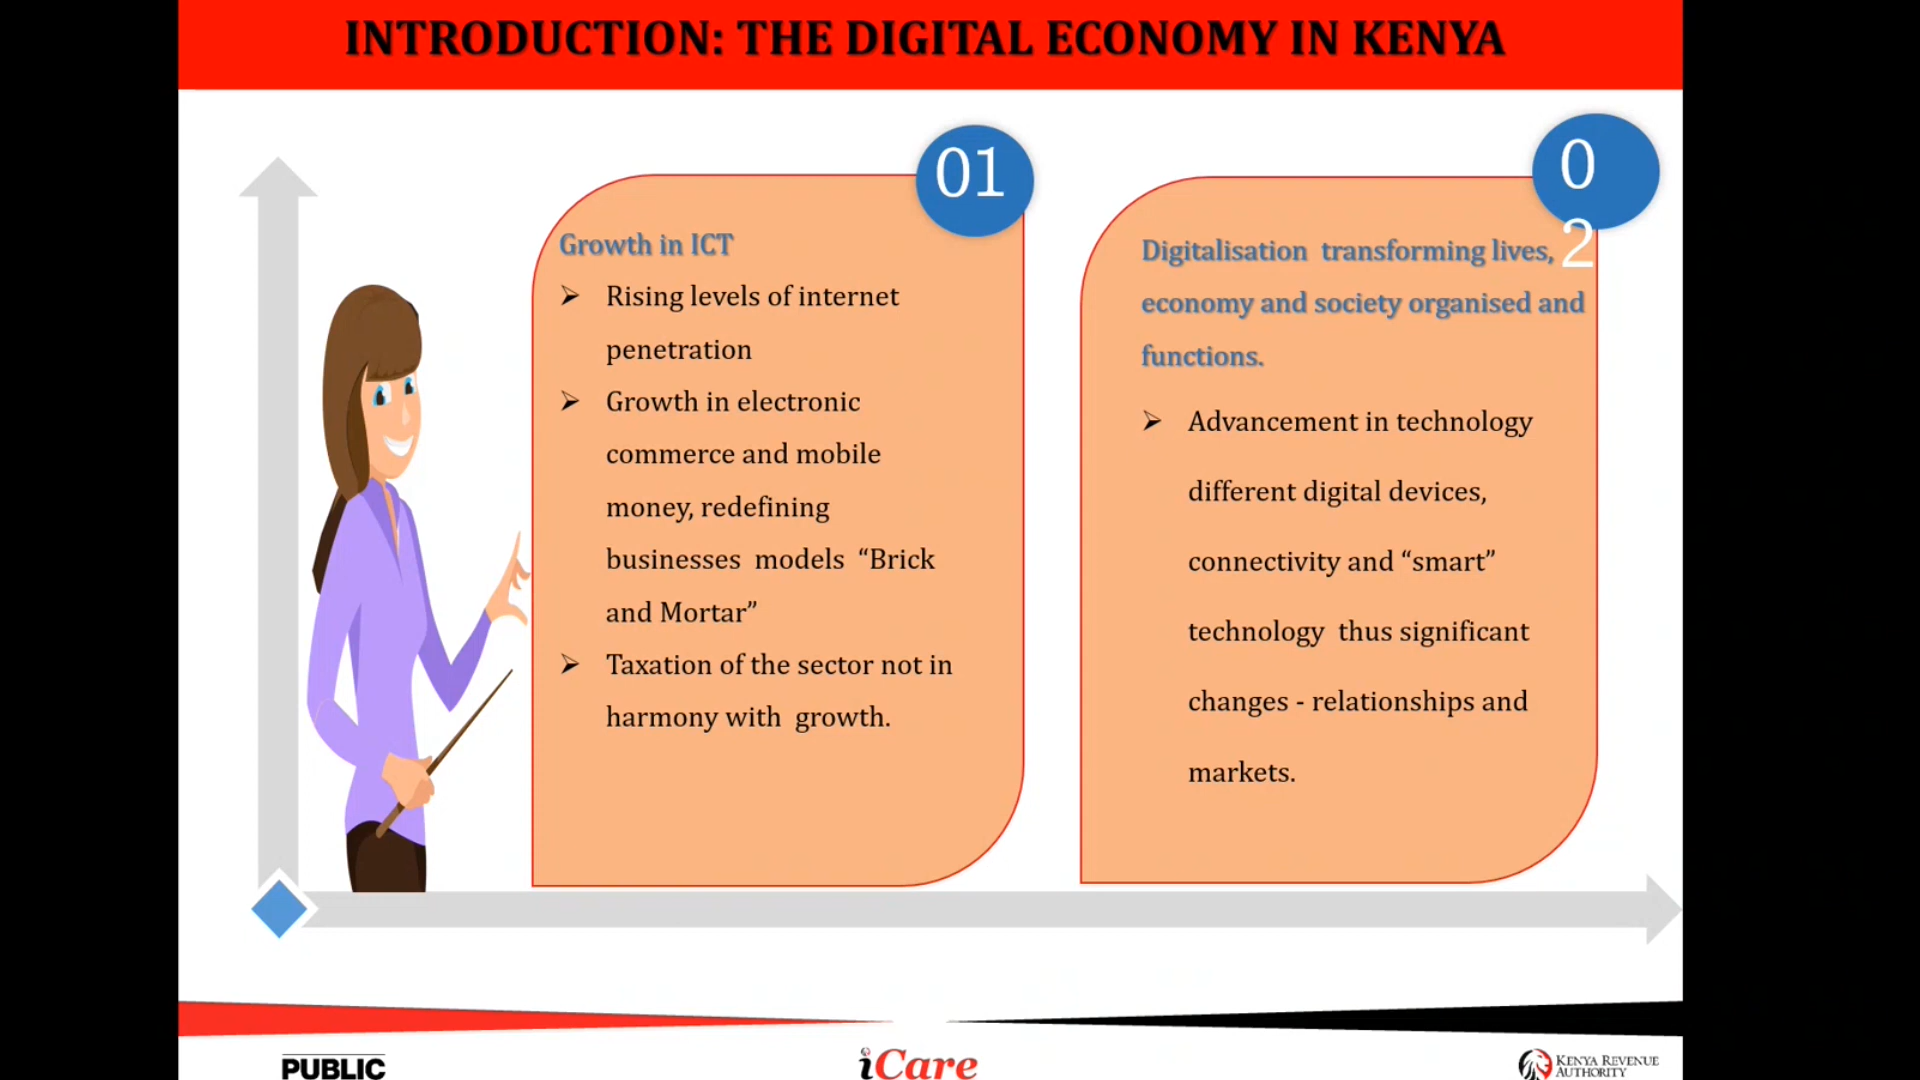 INTRODUCTION: THE DIGITAL ECONOMY IN KENYA
01
Growth in ICT
Rising levels of internet
penetration
Growth in electronic
commerce and mobile
money, redefining
businesses models “Brick
and Mortar”
Taxation of the sector not in
harmony with growth.
0
2
Digitalisation transforming lives,
economy and society organised and
functions.
Advancement in technology
different digital devices,
connectivity and “smart”
technology thus significant
changes - relationships and
markets.
PUBLIC
iCare
KENYA REVENUE
AUTHORITY